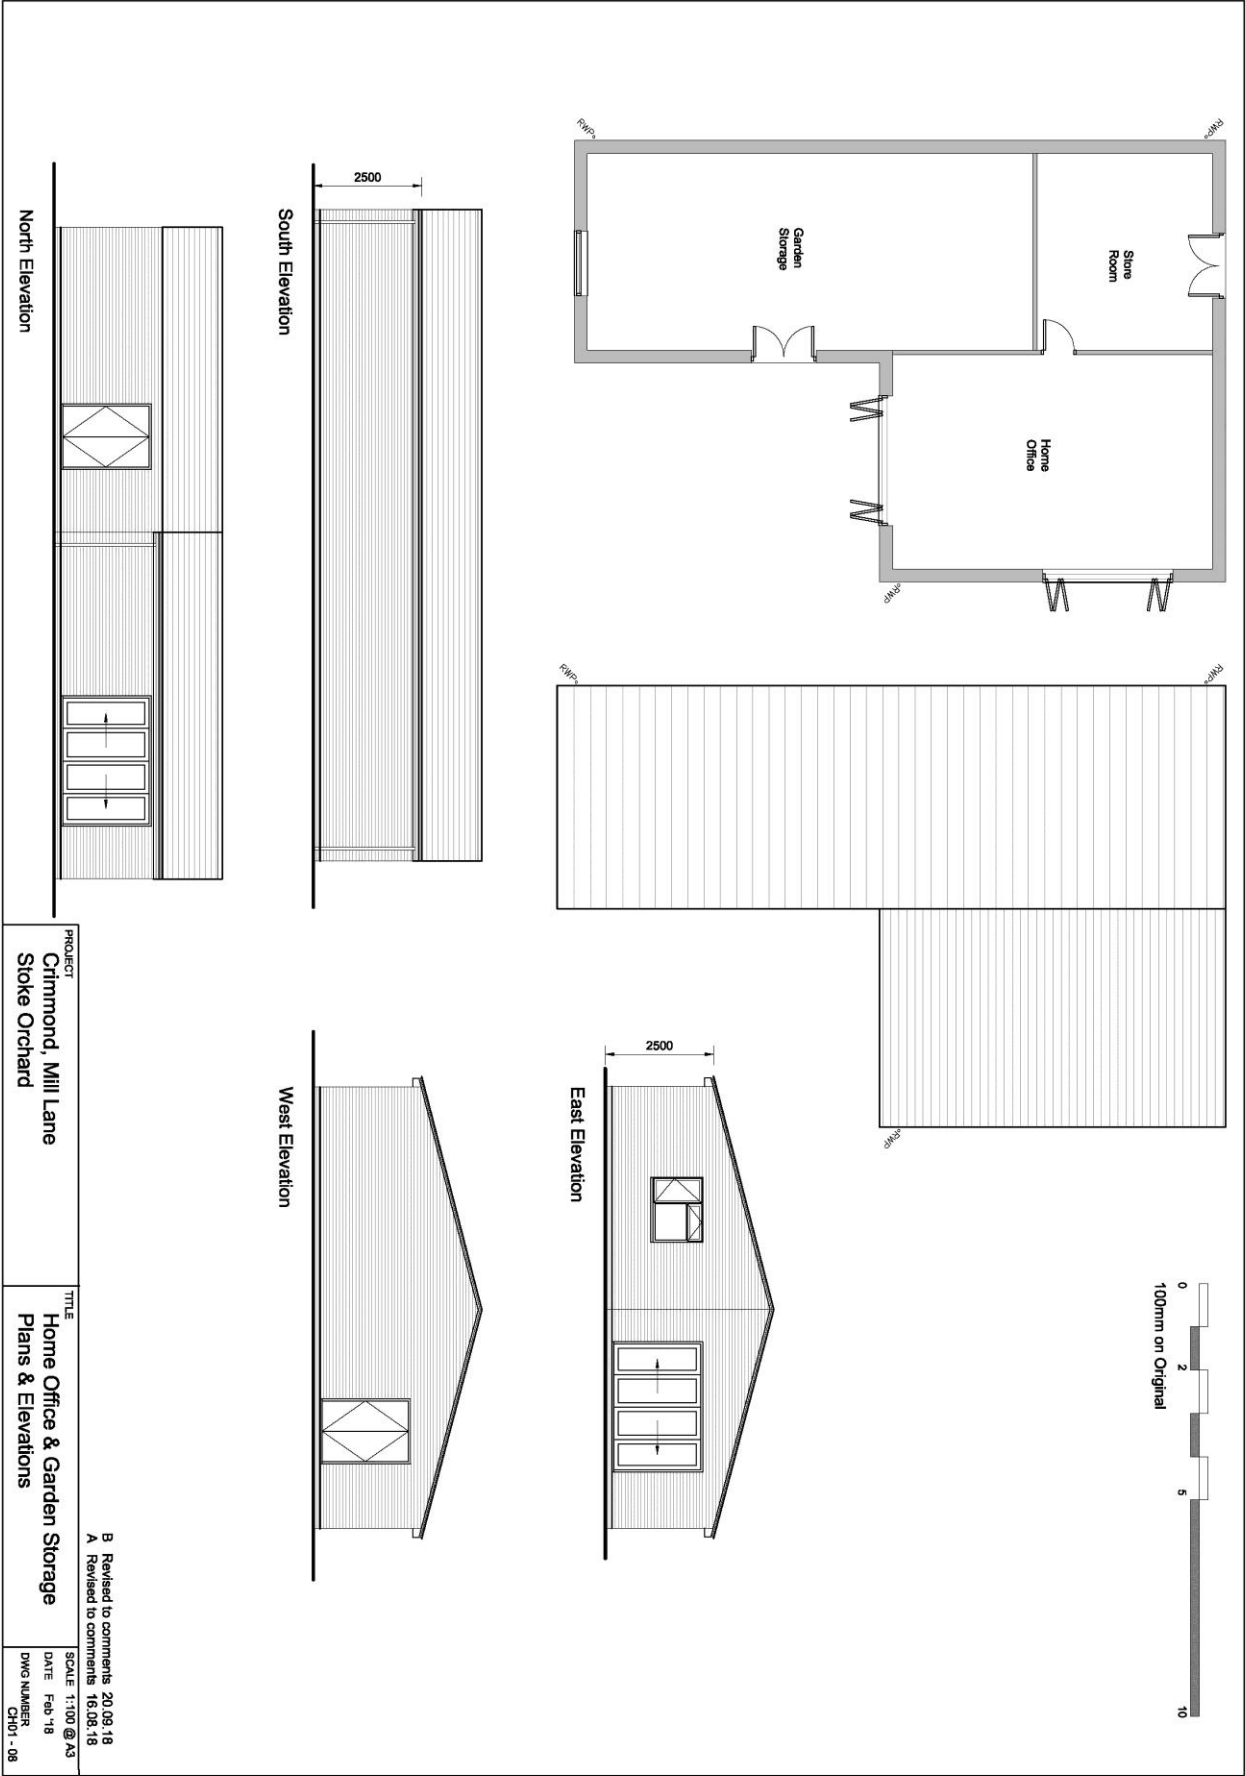 RWP
RWP
Store
Room
Garden
Storage
Home
Office
RWP
RWP
RWP
RWP
0
2
5
10
100mm on Original
2500
East Elevation
2500
South Elevation
West Elevation
North Elevation
B Revised to comments 20.09.18
A Revised to comments 16.08.18
PROJECT
Crimmond, Mill Lane
Stoke Orchard
TITLE
Home Office & Garden Storage
Plans & Elevations
SCALE 1:100 @ A3
DATE Feb '18
DWG NUMBER
CH01 - 08